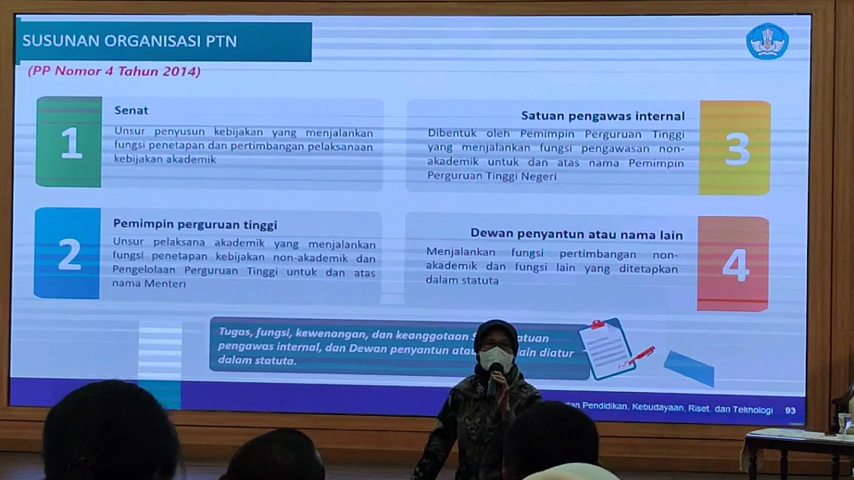 SUSUNAN ORGANISASI PTN
(PP Nomor 4 Tahun 2014)
1
Senat
Unsur penyusun kebijakan yang menjalankan
fungsi penetapan dan pertimbangan pelaksanaan
kebijakan akademik
2
Pemimpin perguruan tinggi
Unsur pelaksana akademik yang menjalankan
fungsi penetapan kebijakan non-akademik dan
Pengelolaan Perguruan Tinggi untuk dan atas
nama Menteri
Satuan pengawas internal
Dibentuk oleh Pemimpin Perguruan Tinggi
yang menjalankan fungsi pengawasan non-
akademik untuk dan atas nama Pemimpin
Perguruan Tinggi Negeri
3
Dewan penyantun atau nama lain
Menjalankan fungsi pertimbangan non-
akademik dan fungsi lain yang ditetapkan
dalam statuta
4
Tugas, fungsi, kewenangan, dan keanggotaan
pengawas internal, dan Dewan penyantun diatur
dalam statuta.
Pendidikan, Kebudayaan, Riset, dan Teknologi 93